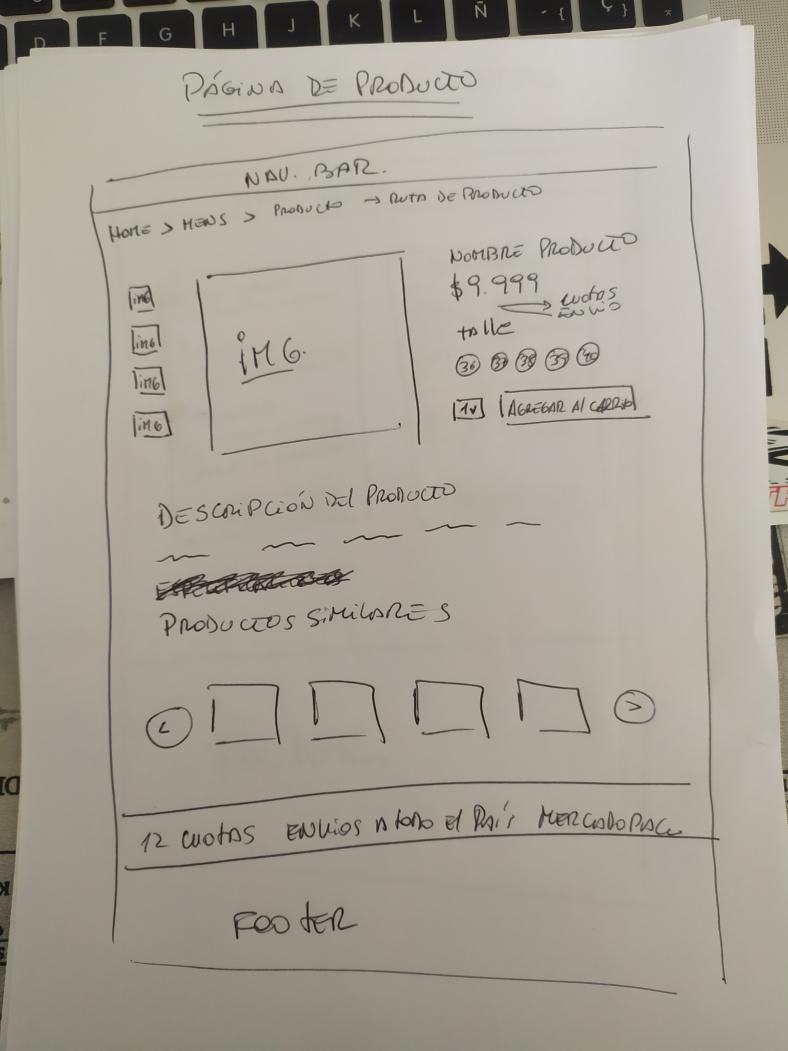 D F G H J K L Ñ { Ç }
PÁGINA DE PRODUCTO
NAV. BAR.
HOME > MENS > PRODUCTO → RUTA DE PRODUCTO
NOMBRE PRODUCTO
$9.999
cuotas
ENVIO
talle
36 37 38 39 40
img
img
img
img
iMG.
1v AGREGAR Al CARRITO
DESCRIPCIÓN DEl PRODUCTO
PRODUCTOS SIMILARES
< >
12 CUOTAS ENVIOS A todo El PAÍS MERCADOPAGO
FOOTER